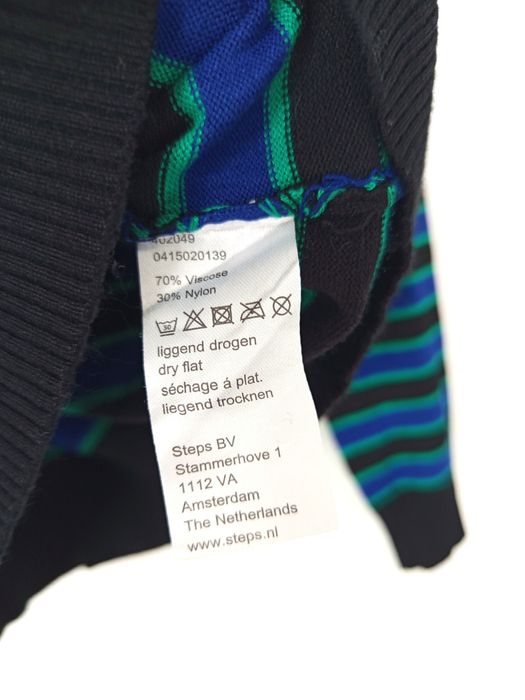 402049
0415020139
70% Viscose
30% Nylon
30
liggend drogen
dry flat
séchage á plat.
liegend trocknen
Steps BV
Stammerhove 1
1112 VA
Amsterdam
The Netherlands
www.steps.nl